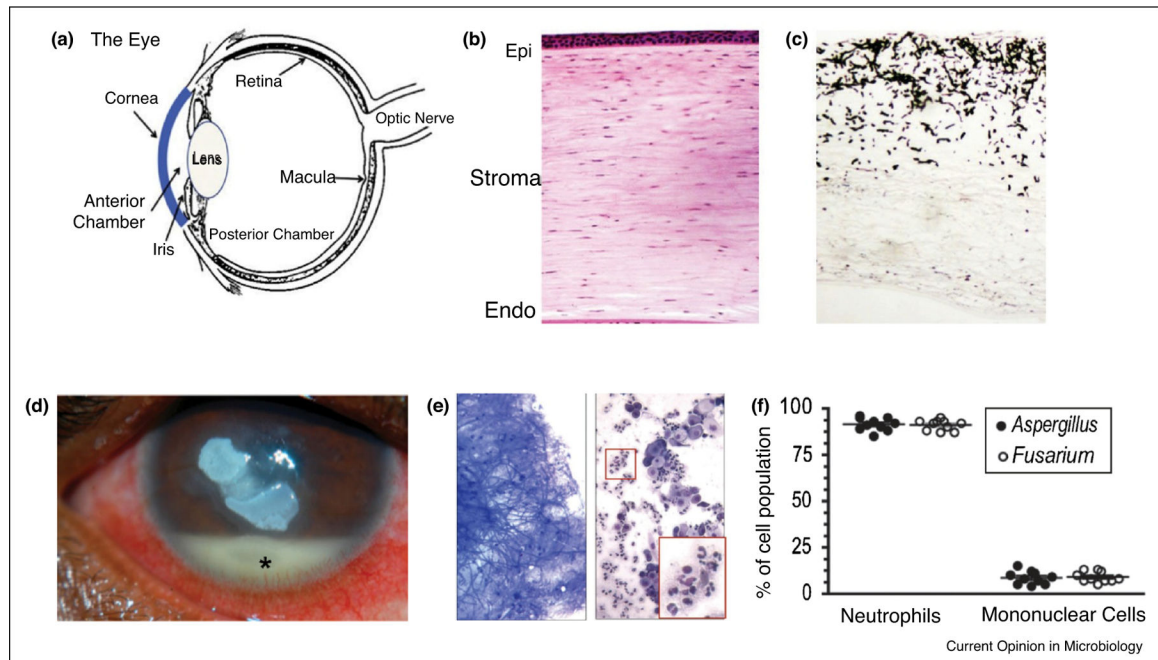 (a) The Eye
Retina
Cornea
Optic Nerve
Lens
Macula
Anterior
Chamber
Iris
Posterior Chamber
(b)
Epi
Stroma
Endo
(c)
(d)
*
(e)
(f)
% of cell population
100
75
50
25
0
Aspergillus
Fusarium
Neutrophils
Mononuclear Cells
Current Opinion in Microbiology